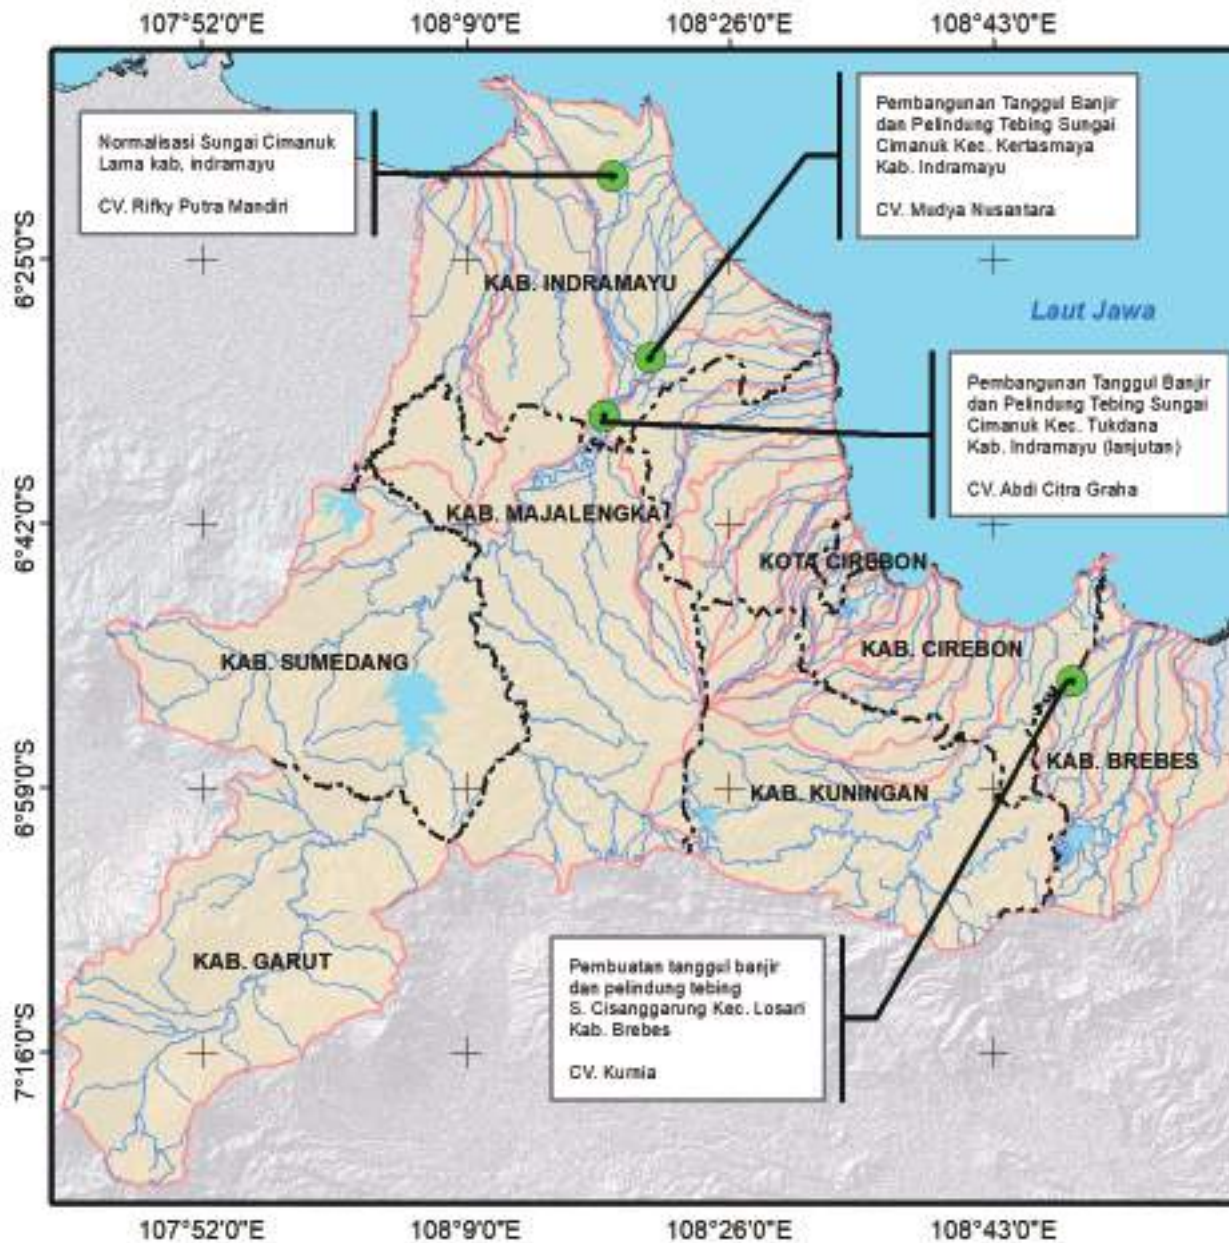 107°52'0"E
108°9'0"E
108°26'0"E
108°43'0"E
Normalisasi Sungai Cimanuk
Lama kab, indramayu
CV. Rifky Putra Mandiri
Pembangunan Tanggul Banjir
dan Pelindung Tebing Sungai
Cimanuk Kec. Kertasmaya
Kab. Indramayu
CV. Mudya Nusantara
6°25'0"S
KAB. INDRAMAYU
Laut Jawa
Pembangunan Tanggul Banjir
dan Pelindung Tebing Sungai
Cimanuk Kec. Tukdana
Kab. Indramayu (lanjutan)
CV. Abdi Citra Graha
6°42'0"S
KAB. MAJALENGKA
KOTA CIREBON
KAB. CIREBON
KAB. SUMEDANG
6°59'0"S
KAB. BREBES
KAB. KUNINGAN
KAB. GARUT
Pembuatan tanggul banjir
dan pelindung tebing
S. Cisanggarung Kec. Losari
Kab. Brebes
CV. Kurnia
7°16'0"S
107°52'0"E
108°9'0"E
108°26'0"E
108°43'0"E